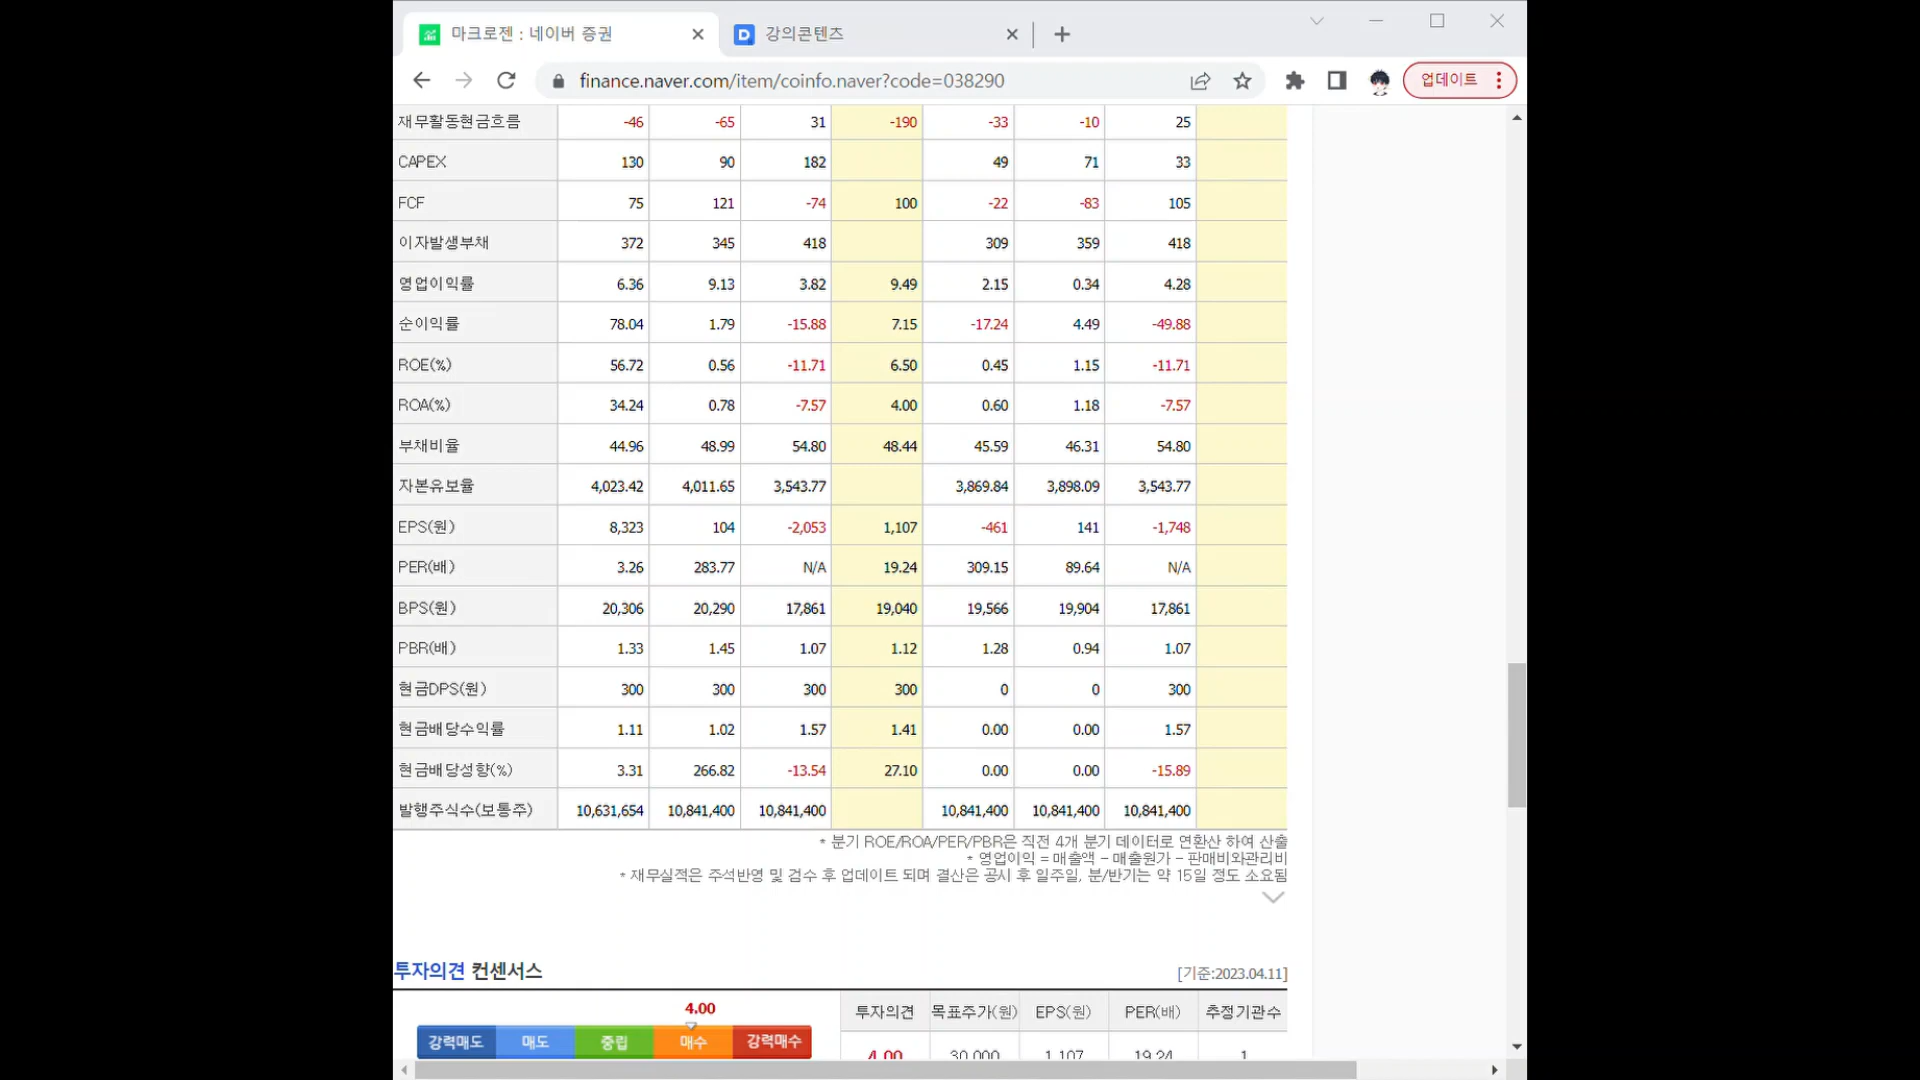 마크로젠 : 네이버 증권
강의콘텐츠
finance.naver.com/item/coinfo.naver?code=038290
업데이트
재무활동현금흐름 -46 -65 31 -190 -33 -10 25
CAPEX 130 90 182 49 71 33
FCF 75 121 -74 100 -22 -83 105
이자발생부채 372 345 418 309 359 418
영업이익률 6.36 9.13 3.82 9.49 2.15 0.34 4.28
순이익률 78.04 1.79 -15.88 7.15 -17.24 4.49 -49.88
ROE(%) 56.72 0.56 -11.71 6.50 0.45 1.15 -11.71
ROA(%) 34.24 0.78 -7.57 4.00 0.60 1.18 -7.57
부채비율 44.96 48.99 54.80 48.44 45.59 46.31 54.80
자본유보율 4,023.42 4,011.65 3,543.77 3,869.84 3,898.09 3,543.77
EPS(원) 8,323 104 -2,053 1,107 -461 141 -1,748
PER(배) 3.26 283.77 N/A 19.24 309.15 89.64 N/A
BPS(원) 20,306 20,290 17,861 19,040 19,566 19,904 17,861
PBR(배) 1.33 1.45 1.07 1.12 1.28 0.94 1.07
현금DPS(원) 300 300 300 300 0 0 300
현금배당수익률 1.11 1.02 1.57 1.41 0.00 0.00 1.57
현금배당성향(%) 3.31 266.82 -13.54 27.10 0.00 0.00 -15.89
발행주식수(보통주) 10,631,654 10,841,400 10,841,400 10,841,400 10,841,400 10,841,400
* 분기 ROE/ROA/PER/PBR은 직전 4개 분기 데이터로 연환산 하여 산출
* 영업이익 = 매출액 - 매출원가 - 판매비와관리비
* 재무실적은 주석반영 및 검수 후 업데이트 되며 결산은 공시 후 일주일, 분/반기는 약 15일 정도 소요됨
투자의견 컨센서스 [기준:2023.04.11]
4.00
강력매도 매도 중립 매수 강력매수
투자의견 목표주가(원) EPS(원) PER(배) 추정기관수
4.00 30,000 1,107 19.24 1